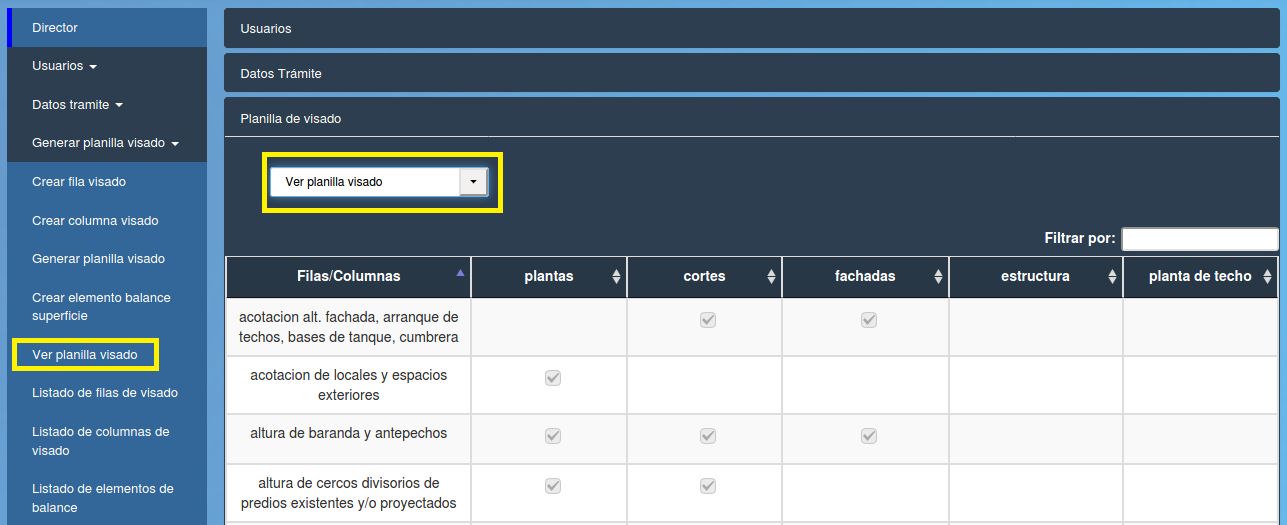 Director
Usuarios
Datos tramite
Generar planilla visado
Crear fila visado
Crear columna visado
Generar planilla visado
Crear elemento balance
superficie
Ver planilla visado
Listado de filas de visado
Listado de columnas de
visado
Listado de elementos de
balance
Usuarios
Datos Trámite
Planilla de visado
Ver planilla visado
Filtrar por:
Filas/Columnas plantas cortes fachadas estructura planta de techo
acotacion alt. fachada, arranque de
techos, bases de tanque, cumbrera
acotacion de locales y espacios
exteriores
altura de baranda y antepechos
altura de cercos divisorios de
predios existentes y/o proyectados